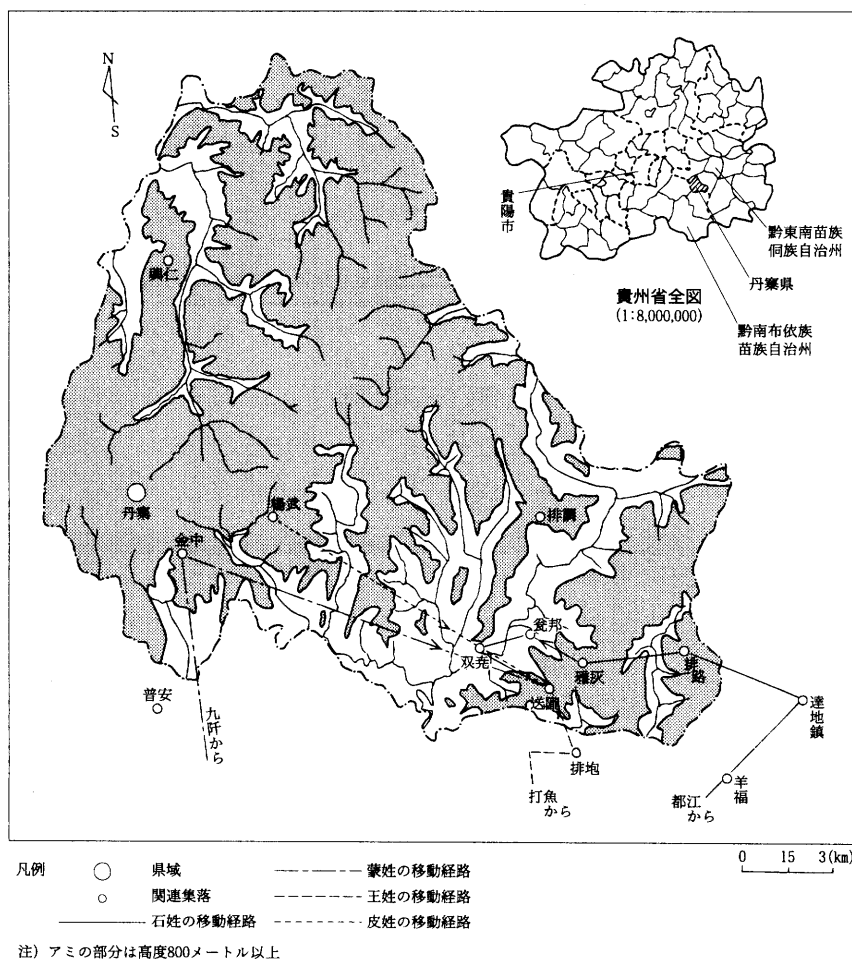 N
S
貴陽市
黔東南苗族
侗族自治州
丹寨県
貴州省全図
(1:8,000,000)
黔南布依族
苗族自治州
興仁
丹寨
楊武
金中
排調
瓮邦
双尭
雅灰
排路
送隴
普安
九阡から
排抱
打魚
から
達地鎮
羊福
都江
から
凡例
県城
関連集落
石姓の移動経路
蒙姓の移動経路
王姓の移動経路
皮姓の移動経路
0 15 3(km)
注) アミの部分は高度800メートル以上